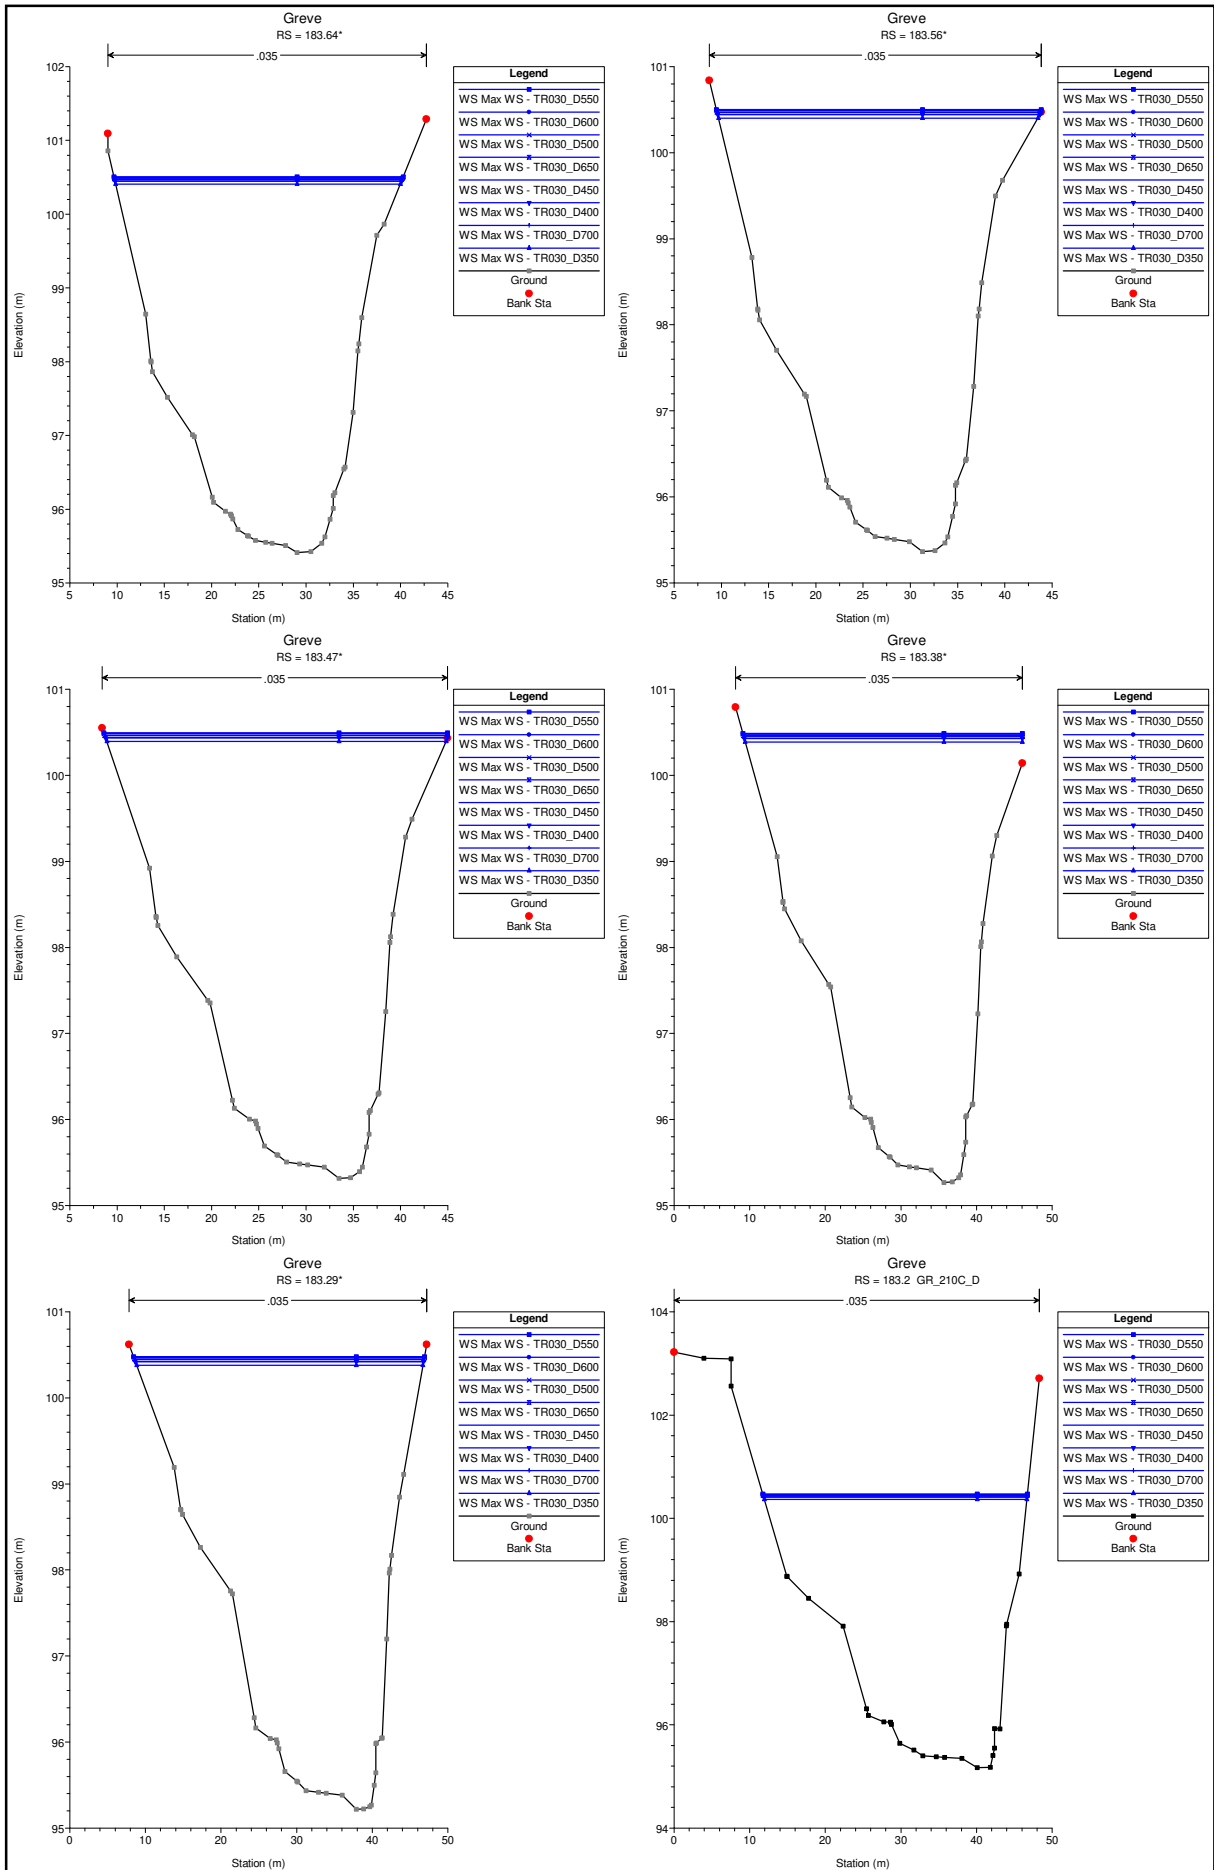 Greve
RS = 183.64*
.035
102
101
100
99
98
97
96
95
Elevation (m)
5 10 15 20 25 30 35 40 45
Station (m)
Legend
WS Max WS - TR030_D550
WS Max WS - TR030_D600
WS Max WS - TR030_D500
WS Max WS - TR030_D650
WS Max WS - TR030_D450
WS Max WS - TR030_D400
WS Max WS - TR030_D700
WS Max WS - TR030_D350
Ground
Bank Sta
Greve
RS = 183.56*
.035
101
100
99
98
97
96
95
Elevation (m)
5 10 15 20 25 30 35 40 45
Station (m)
Legend
WS Max WS - TR030_D550
WS Max WS - TR030_D600
WS Max WS - TR030_D500
WS Max WS - TR030_D650
WS Max WS - TR030_D450
WS Max WS - TR030_D400
WS Max WS - TR030_D700
WS Max WS - TR030_D350
Ground
Bank Sta
Greve
RS = 183.47*
.035
101
100
99
98
97
96
95
Elevation (m)
5 10 15 20 25 30 35 40 45
Station (m)
Legend
WS Max WS - TR030_D550
WS Max WS - TR030_D600
WS Max WS - TR030_D500
WS Max WS - TR030_D650
WS Max WS - TR030_D450
WS Max WS - TR030_D400
WS Max WS - TR030_D700
WS Max WS - TR030_D350
Ground
Bank Sta
Greve
RS = 183.38*
.035
101
100
99
98
97
96
95
Elevation (m)
0 10 20 30 40 50
Station (m)
Legend
WS Max WS - TR030_D550
WS Max WS - TR030_D600
WS Max WS - TR030_D500
WS Max WS - TR030_D650
WS Max WS - TR030_D450
WS Max WS - TR030_D400
WS Max WS - TR030_D700
WS Max WS - TR030_D350
Ground
Bank Sta
Greve
RS = 183.29*
.035
101
100
99
98
97
96
95
Elevation (m)
0 10 20 30 40 50
Station (m)
Legend
WS Max WS - TR030_D550
WS Max WS - TR030_D600
WS Max WS - TR030_D500
WS Max WS - TR030_D650
WS Max WS - TR030_D450
WS Max WS - TR030_D400
WS Max WS - TR030_D700
WS Max WS - TR030_D350
Ground
Bank Sta
Greve
RS = 183.2 GR_210C_D
.035
104
102
100
98
96
94
Elevation (m)
0 10 20 30 40 50
Station (m)
Legend
WS Max WS - TR030_D550
WS Max WS - TR030_D600
WS Max WS - TR030_D500
WS Max WS - TR030_D650
WS Max WS - TR030_D450
WS Max WS - TR030_D400
WS Max WS - TR030_D700
WS Max WS - TR030_D350
Ground
Bank Sta